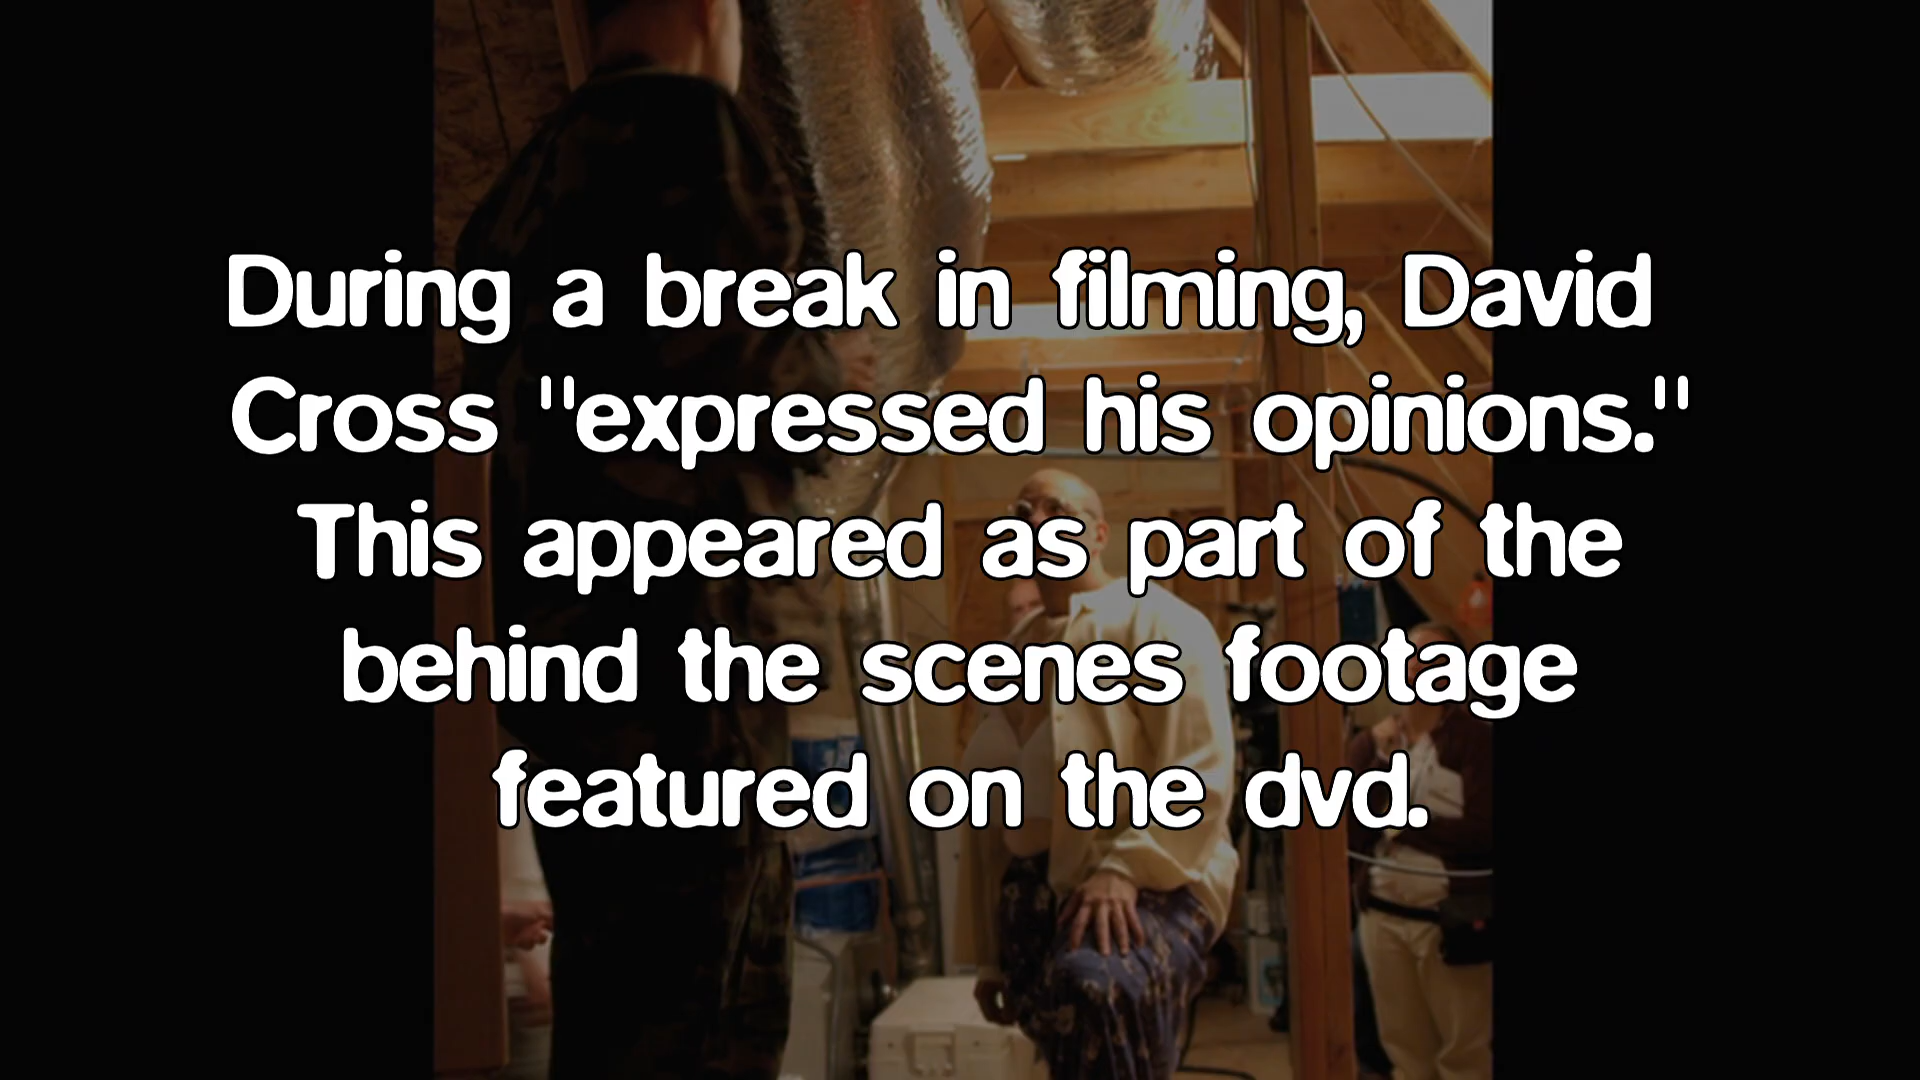 During a break in filming, David
Cross "expressed his opinions."
This appeared as part of the
behind the scenes footage
featured on the dvd.